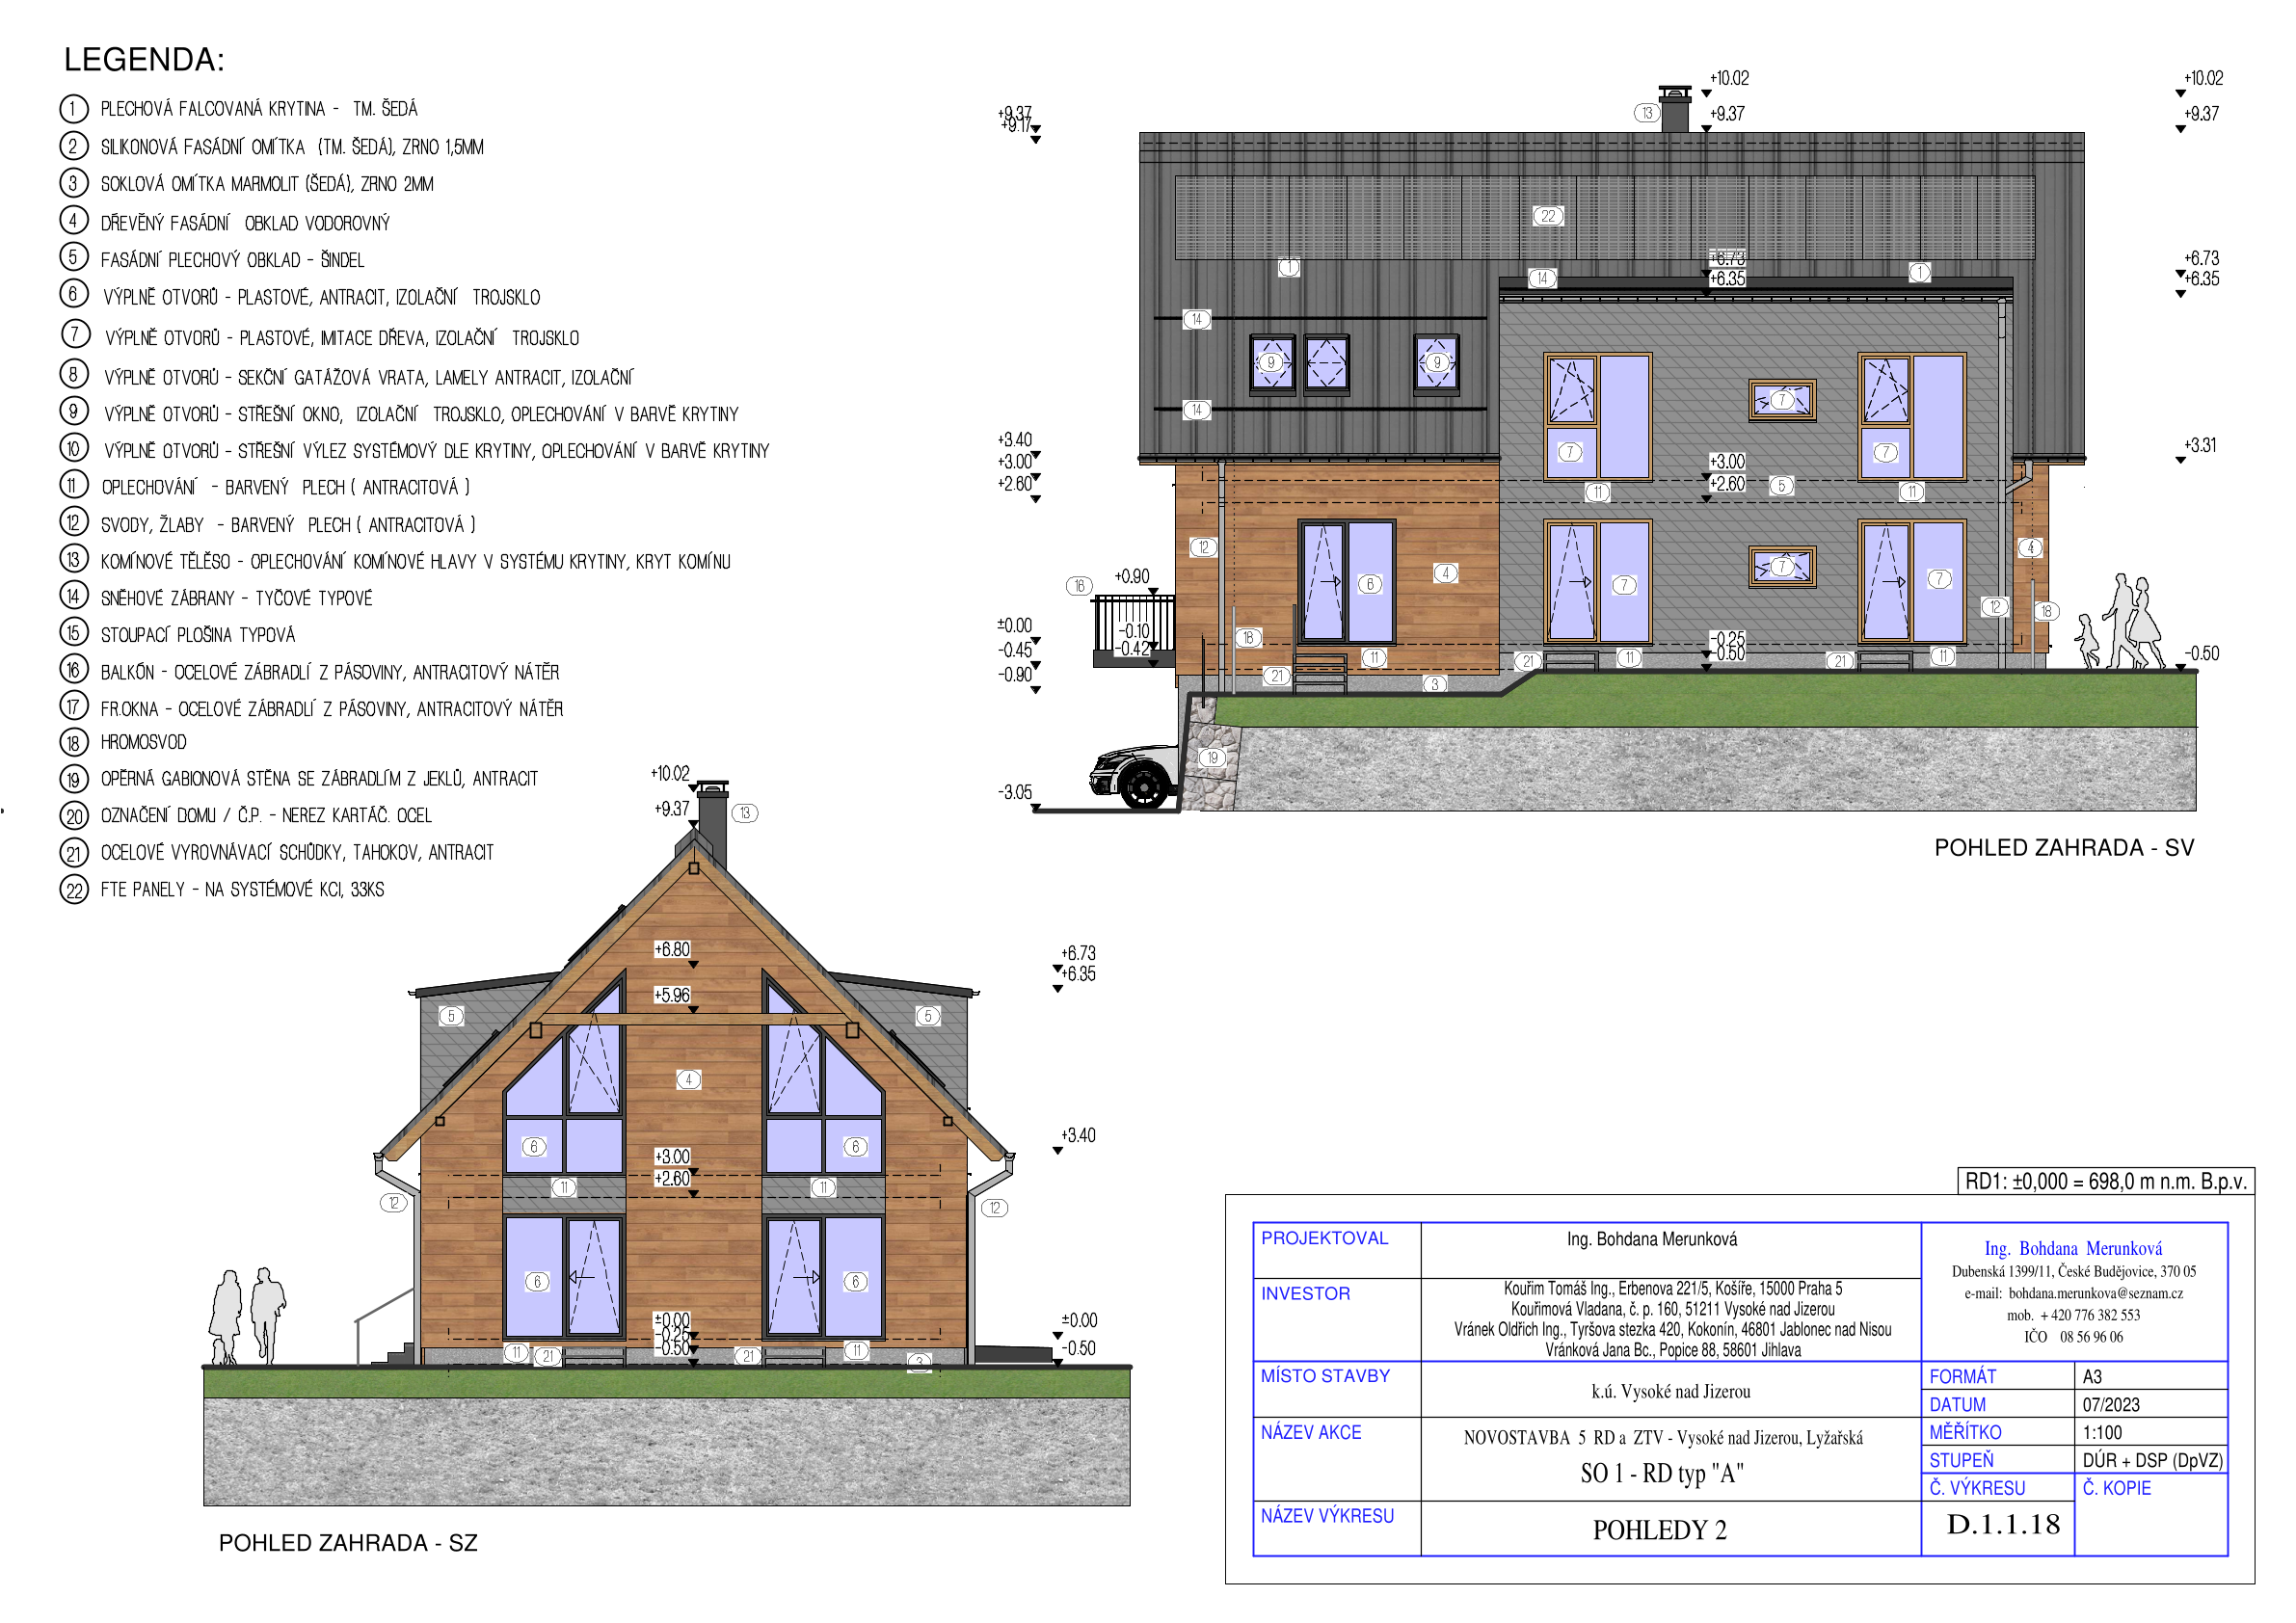 LEGENDA:
1 PLECHOVÁ FALCOVANÁ KRYTINA - TM. ŠEDÁ
2 SILIKONOVÁ FASÁDNÍ OMÍTKA (TM. ŠEDÁ), ZRNO 1,5MM
3 SOKLOVÁ OMÍTKA MARMOLIT (ŠEDÁ), ZRNO 2MM
4 DŘEVĚNÝ FASÁDNÍ OBKLAD VODOROVNÝ
5 FASÁDNÍ PLECHOVÝ OBKLAD - ŠINDEL
6 VÝPLNĚ OTVORŮ - PLASTOVÉ, ANTRACIT, IZOLAČNÍ TROJSKLO
7 VÝPLNĚ OTVORŮ - PLASTOVÉ, IMITACE DŘEVA, IZOLAČNÍ TROJSKLO
8 VÝPLNĚ OTVORŮ - SEKČNÍ GATÁŽOVÁ VRATA, LAMELY ANTRACIT, IZOLAČNÍ
9 VÝPLNĚ OTVORŮ - STŘEŠNÍ OKNO, IZOLAČNÍ TROJSKLO, OPLECHOVÁNÍ V BARVĚ KRYTINY
10 VÝPLNĚ OTVORŮ - STŘEŠNÍ VÝLEZ SYSTÉMOVÝ DLE KRYTINY, OPLECHOVÁNÍ V BARVĚ KRYTINY
11 OPLECHOVÁNÍ - BARVENÝ PLECH ( ANTRACITOVÁ )
12 SVODY, ŽLABY - BARVENÝ PLECH ( ANTRACITOVÁ )
13 KOMÍNOVÉ TĚLĚSO - OPLECHOVÁNÍ KOMÍNOVÉ HLAVY V SYSTÉMU KRYTINY, KRYT KOMÍNU
14 SNĚHOVÉ ZÁBRANY - TYČOVÉ TYPOVÉ
15 STOUPACÍ PLOŠINA TYPOVÁ
16 BALKÓN - OCELOVÉ ZÁBRADLÍ Z PÁSOVINY, ANTRACITOVÝ NÁTĚR
17 FR.OKNA - OCELOVÉ ZÁBRADLÍ Z PÁSOVINY, ANTRACITOVÝ NÁTĚR
18 HROMOSVOD
19 OPĚRNÁ GABIONOVÁ STĚNA SE ZÁBRADLÍM Z JEKLŮ, ANTRACIT
20 OZNAČENÍ DOMU / Č.P. - NEREZ KARTÁČ. OCEL
21 OCELOVÉ VYROVNÁVACÍ SCHŮDKY, TAHOKOV, ANTRACIT
22 FTE PANELY - NA SYSTÉMOVÉ KCI, 33KS
+10.02 +10.02
13 +9.37 +9.37
+9.37
+9.17
22
+6.73 +6.73
1 14 +6.35 1 +6.35
14
9 9
7
14
+3.40 +3.31
+3.00 7 +3.00 7
+2.60 11 +2.60 5 11
12 4
16 +0.90 6 4 7 7 7
12 18
±0.00 -0.10 18 -0.25
-0.45 -0.42 11 21 11 -0.50 21 11 -0.50
-0.90 21 3
19
-3.05
POHLED ZAHRADA - SV
+10.02
+9.37 13
+6.80 +6.73
+6.35
+5.96
5 5
4
+3.40
6 6
+3.00
11 +2.60 11
12 12
6 6
±0.00 ±0.00
-0.25
11 21 -0.50 21 11 -0.50
3
POHLED ZAHRADA - SZ
RD1: ±0,000 = 698,0 m n.m. B.p.v.
PROJEKTOVAL Ing. Bohdana Merunková
INVESTOR
Kouřim Tomáš Ing., Erbenova 221/5, Košíře, 15000 Praha 5
Kouřimová Vladana, č. p. 160, 51211 Vysoké nad Jizerou
Vránek Oldřich Ing., Tyršova stezka 420, Kokonín, 46801 Jablonec nad Nisou
Vránková Jana Bc., Popice 88, 58601 Jihlava
Ing. Bohdana Merunková
Dubenská 1399/11, České Budějovice, 370 05
e-mail: bohdana.merunkova@seznam.cz
mob. +420 776 382 553
IČO 08 56 96 06
MÍSTO STAVBY k.ú. Vysoké nad Jizerou
FORMÁT A3
DATUM 07/2023
NÁZEV AKCE NOVOSTAVBA 5 RD a ZTV - Vysoké nad Jizerou, Lyžařská
SO 1 - RD typ "A"
MĚŘÍTKO 1:100
STUPEŇ DÚR + DSP (DpVZ)
Č. VÝKRESU Č. KOPIE
NÁZEV VÝKRESU POHLEDY 2
D.1.1.18